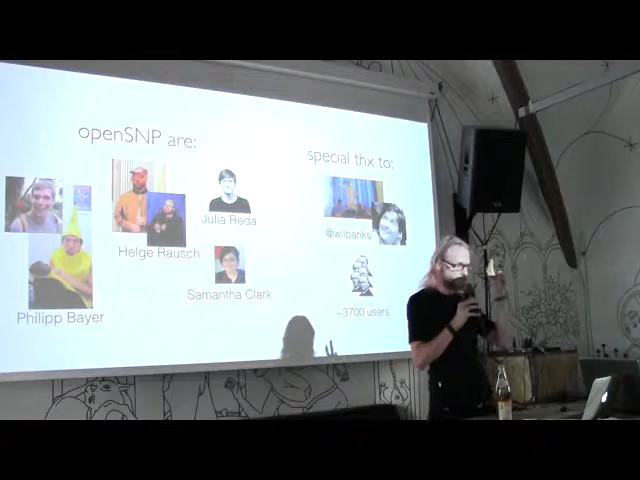 openSNP are:
special thx to:
Julia Reda
@wilbanks
Helge Rausch
Samantha Clark
~3700 users
Philipp Bayer